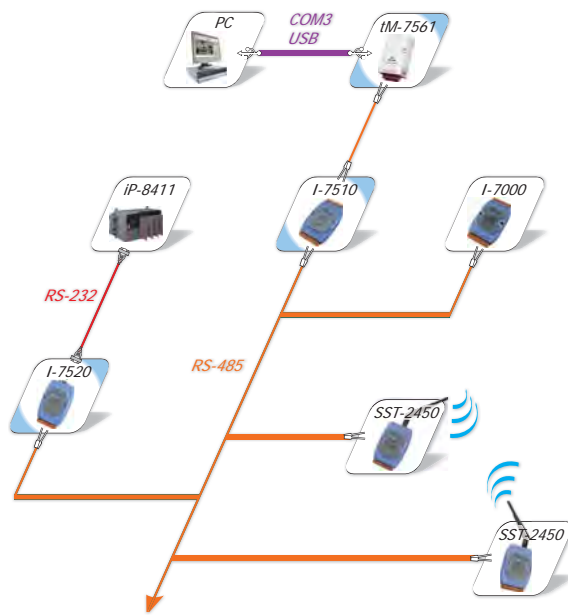 PC
COM3
USB
tM-7561
iP-8411
I-7510
I-7000
RS-232
I-7520
RS-485
SST-2450
SST-2450